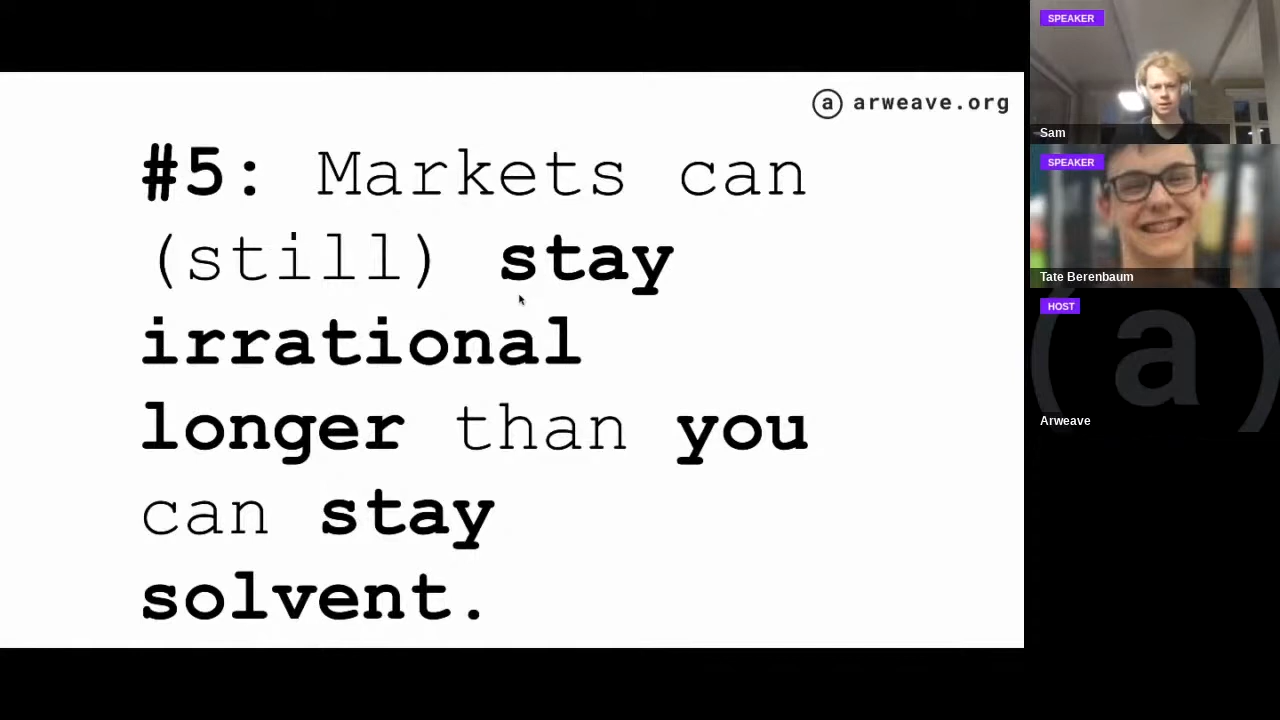 ⓐ arweave.org
#5: Markets can
(still) stay
irrational
longer than you
can stay
solvent.
SPEAKER
Sam
SPEAKER
Tate Berenbaum
HOST
(a)
Arweave